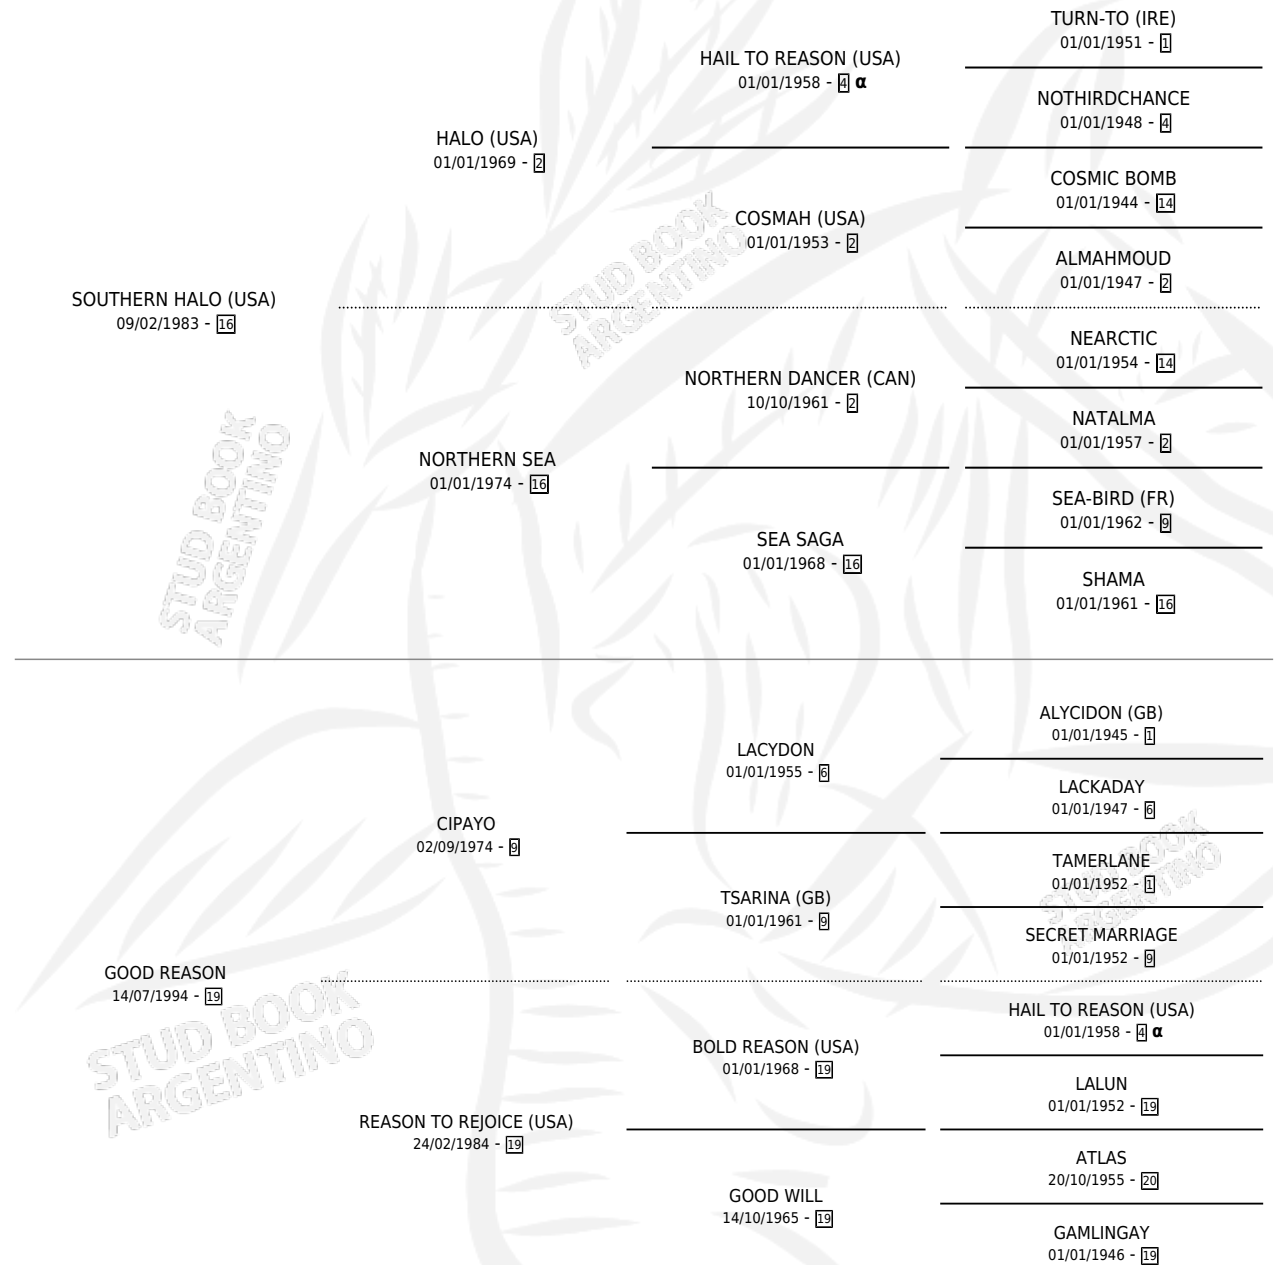 TURN-TO (IRE)
01/01/1951 - 1
HAIL TO REASON (USA)
01/01/1958 - 4 α
NOTHIRDCHANCE
01/01/1948 - 4
HALO (USA)
01/01/1969 - 2
COSMIC BOMB
01/01/1944 - 14
COSMAH (USA)
01/01/1953 - 2
ALMAHMOUD
01/01/1947 - 2
SOUTHERN HALO (USA)
09/02/1983 - 16
NEARCTIC
01/01/1954 - 14
NORTHERN DANCER (CAN)
10/10/1961 - 2
NATALMA
01/01/1957 - 2
NORTHERN SEA
01/01/1974 - 16
SEA-BIRD (FR)
01/01/1962 - 9
SEA SAGA
01/01/1968 - 16
SHAMA
01/01/1961 - 16
STUD BOOK
ARGENTINO
STUD BOOK
ARGENTINO
ALYCIDON (GB)
01/01/1945 - 1
LACYDON
01/01/1955 - 6
LACKADAY
01/01/1947 - 6
CIPAYO
02/09/1974 - 9
TAMERLANE
01/01/1952 - 1
TSARINA (GB)
01/01/1961 - 9
SECRET MARRIAGE
01/01/1952 - 9
GOOD REASON
14/07/1994 - 19
HAIL TO REASON (USA)
01/01/1958 - 4 α
BOLD REASON (USA)
01/01/1968 - 19
LALUN
01/01/1952 - 19
REASON TO REJOICE (USA)
24/02/1984 - 19
ATLAS
20/10/1955 - 20
GOOD WILL
14/10/1965 - 19
GAMLINGAY
01/01/1946 - 19
STUD BOOK
ARGENTINO
STUD BOOK
ARGENTINO